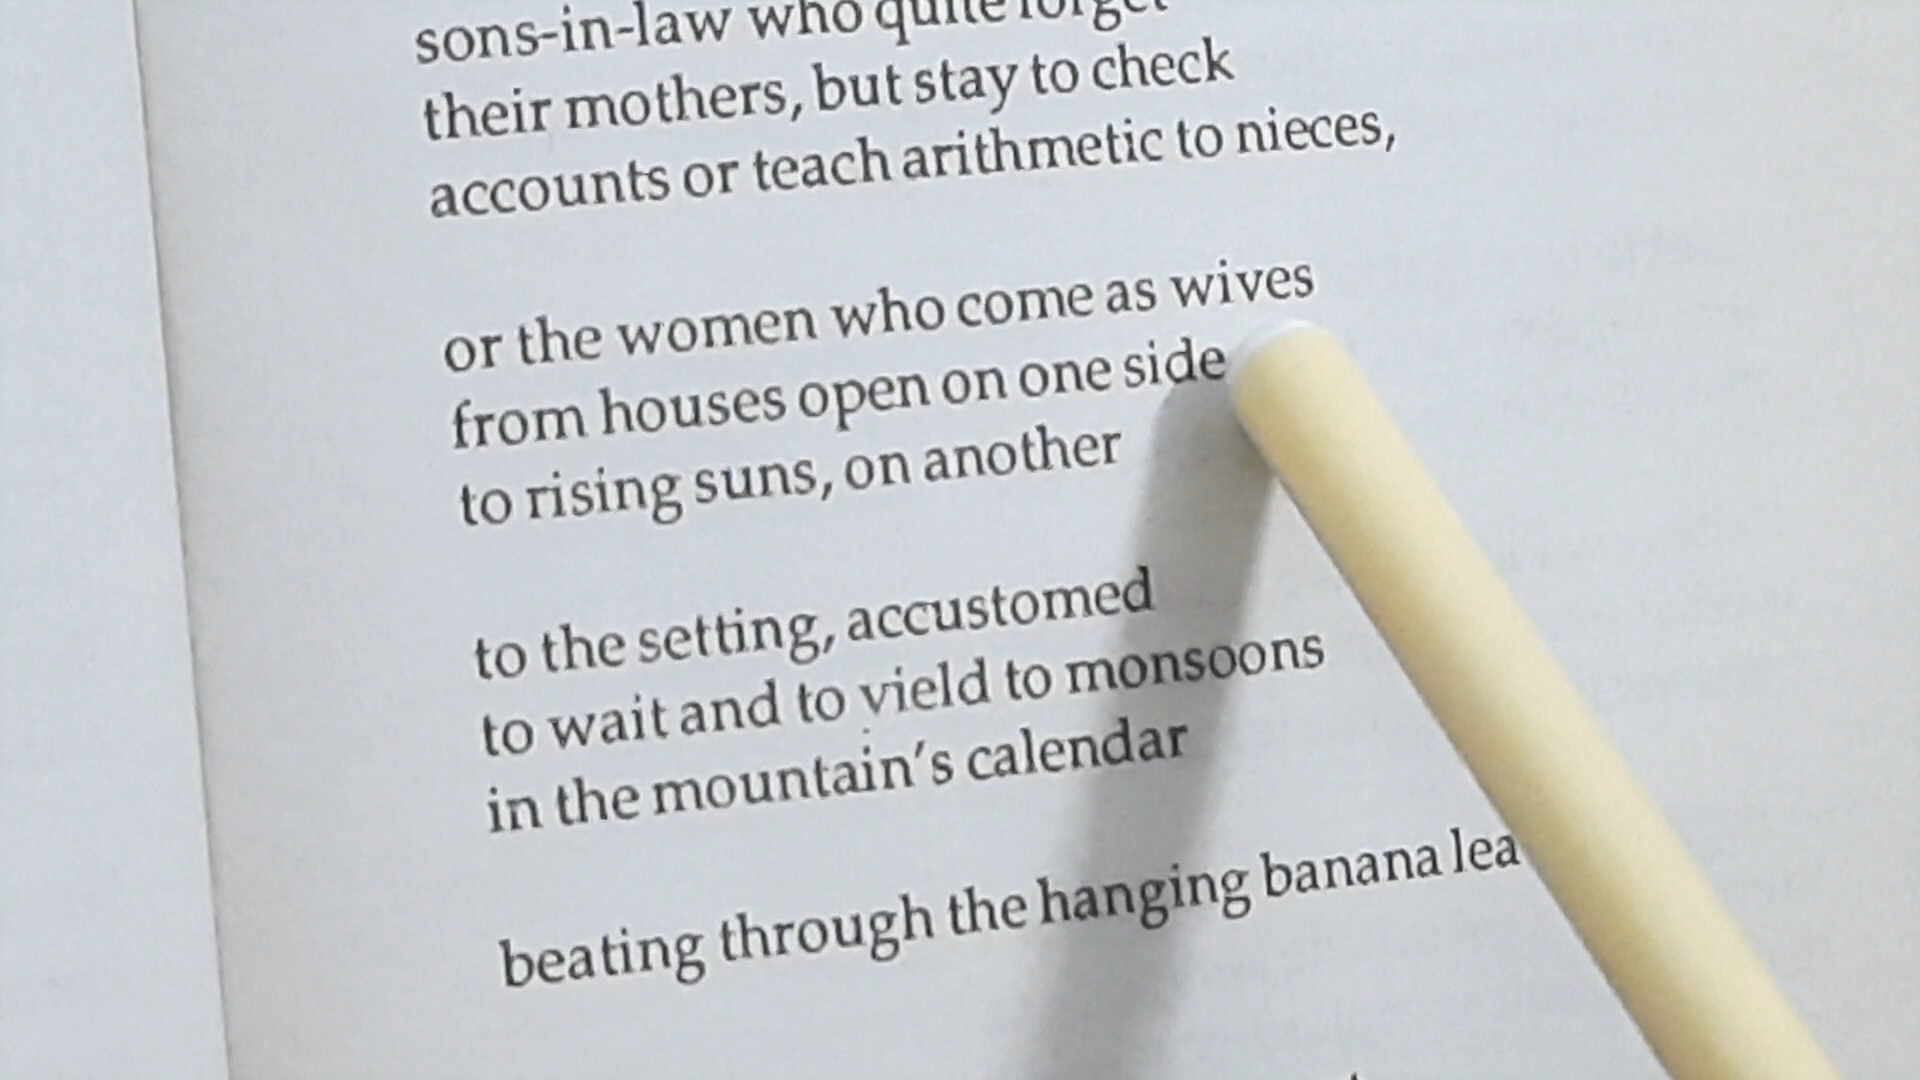 sons-in-law who quite forget
their mothers, but stay to check
accounts or teach arithmetic to nieces,
or the women who come as wives
from houses open on one side
to rising suns, on another
to the setting, accustomed
to wait and to yield to monsoons
in the mountain's calendar
beating through the hanging banana